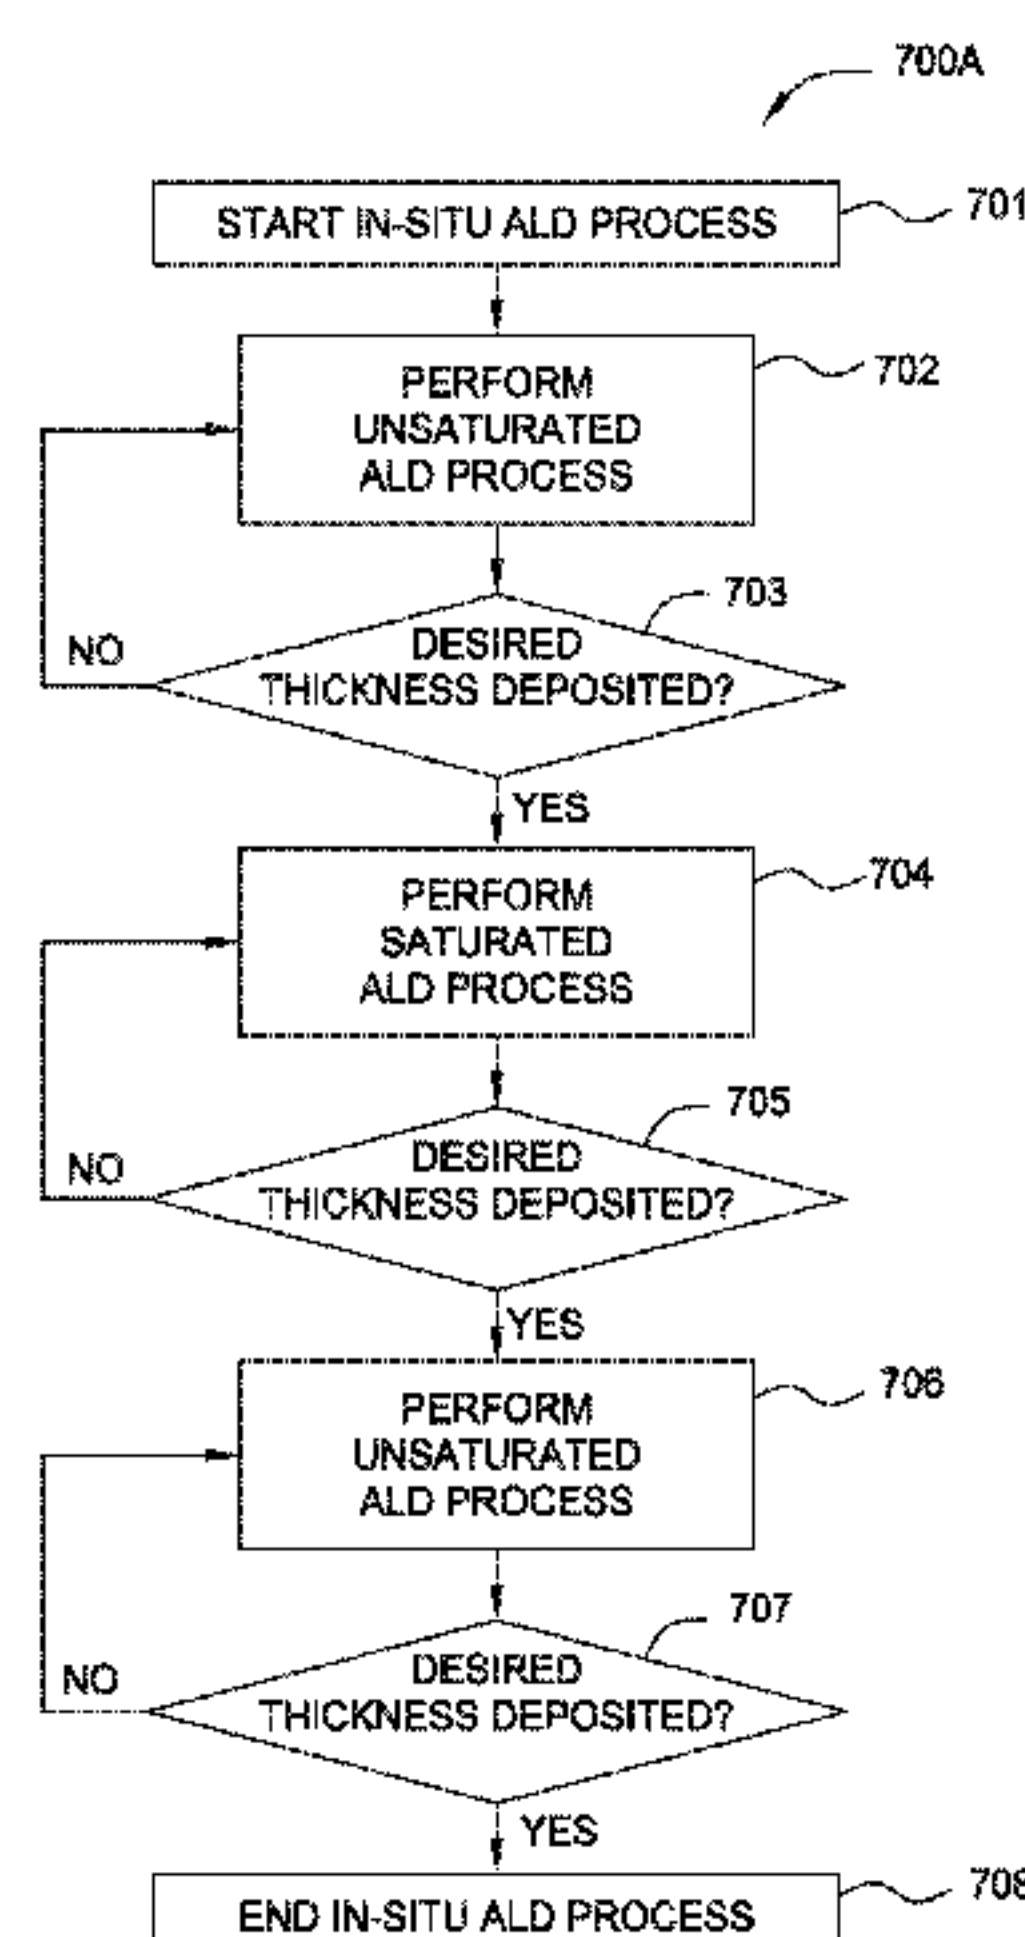 700A
START IN-SITU ALD PROCESS
701
PERFORM
UNSATURATED
ALD PROCESS
702
703
DESIRED
THICKNESS DEPOSITED?
NO
YES
PERFORM
SATURATED
ALD PROCESS
704
705
DESIRED
THICKNESS DEPOSITED?
NO
YES
PERFORM
UNSATURATED
ALD PROCESS
706
707
DESIRED
THICKNESS DEPOSITED?
NO
YES
END IN-SITU ALD PROCESS
708